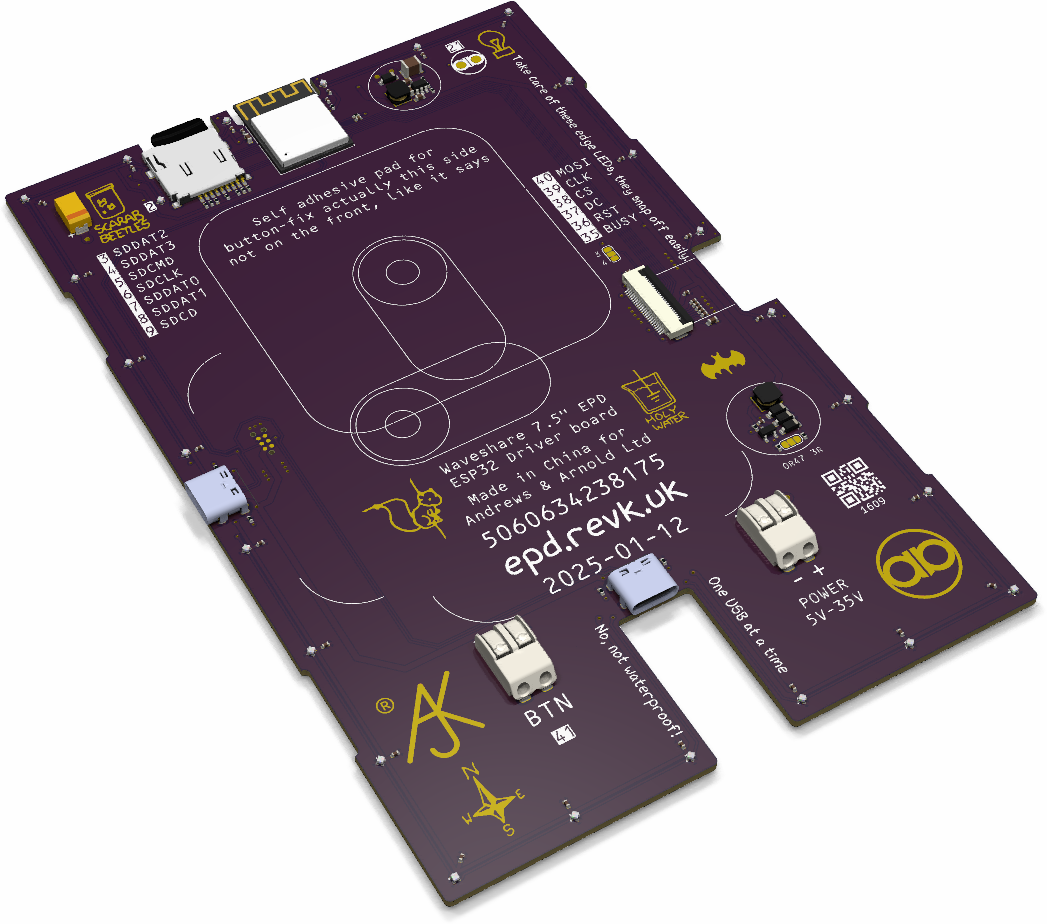 21
Take care of these edge LEDs, they snap off easily!
Self adhesive pad for
button-fix actually this side
not on the front, like it says
40 MOSI
39 CLK
38 CS
37 DC
36 RST
35 BUSY
SCARAB
BEETLES
2
3 SDDAT2
4 SDDAT3
5 SDCMD
6 SDCLK
7 SDDAT0
8 SDDAT1
9 SDCD
HOLY
WATER
Waveshare 7.5" EPD
ESP32 Driver board
Made in China for
Andrews & Arnold Ltd
5060634238175
epd.revk.uk
2025-01-12
0R47 3A
1609
- +
POWER
5V-35V
One USB at a time
No, not waterproof!
BTN
41
®
AJK
N
W E
S